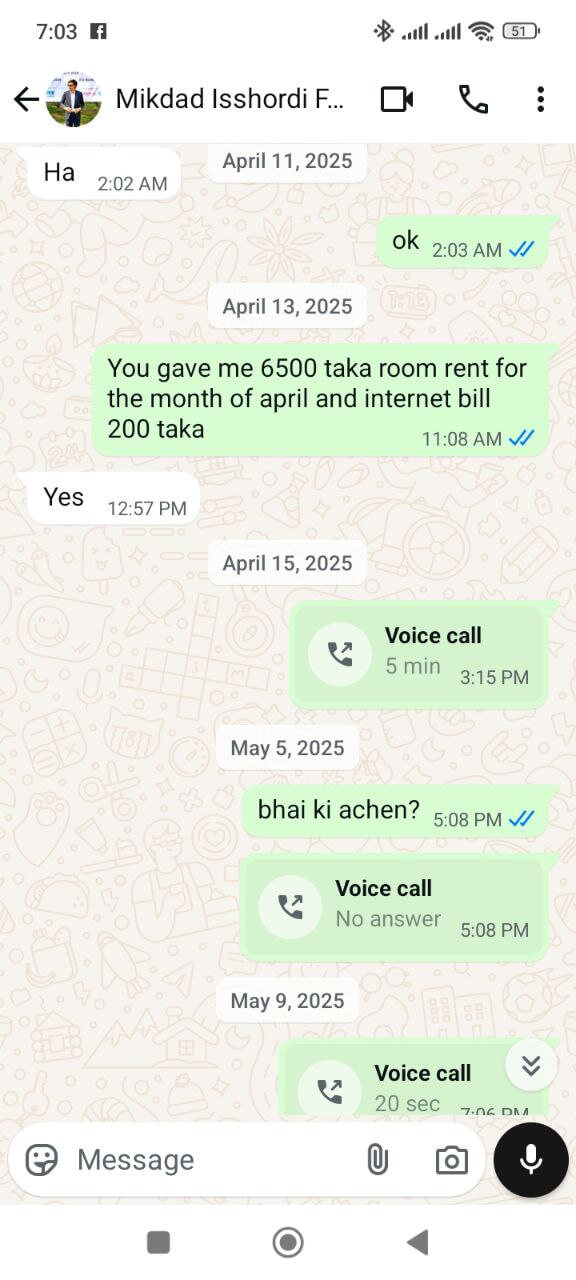 7:03
51
Mikdad Isshordi F...
April 11, 2025
Ha 2:02 AM
ok 2:03 AM
April 13, 2025
You gave me 6500 taka room rent for
the month of april and internet bill
200 taka 11:08 AM
Yes 12:57 PM
April 15, 2025
Voice call
5 min 3:15 PM
May 5, 2025
bhai ki achen? 5:08 PM
Voice call
No answer 5:08 PM
May 9, 2025
Voice call
20 sec 7:06 PM
Message